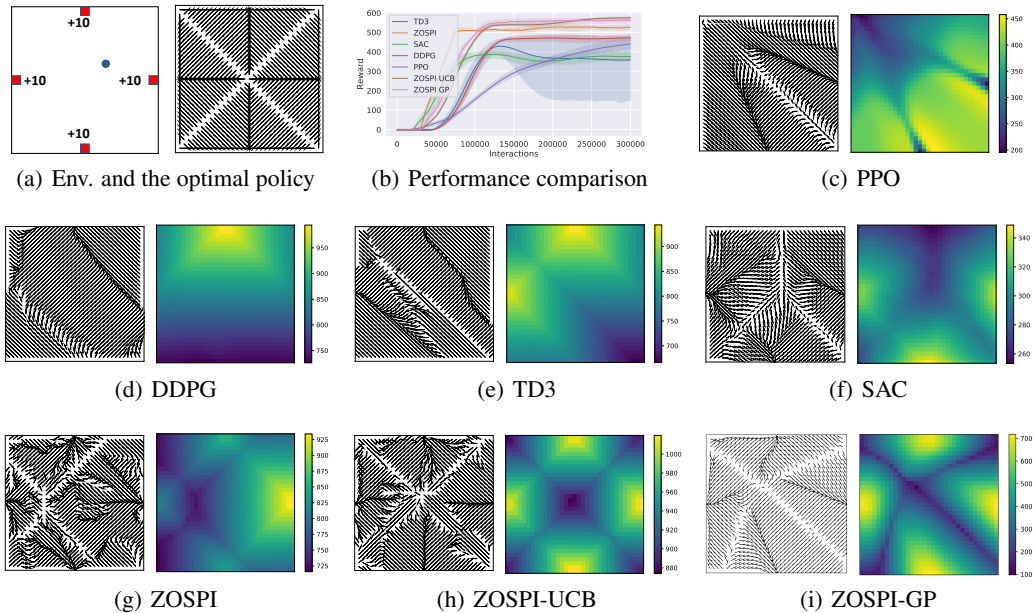 +10
+10
+10
+10
(a) Env. and the optimal policy
600
500
400
300
200
100
0
Reward
TD3
ZOSPI
SAC
DDPG
PPO
ZOSPI UCB
ZOSPI GP
0 50000 100000 150000 200000 250000 300000
Interactions
(b) Performance comparison
450
400
350
300
250
200
(c) PPO
950
900
850
800
750
(d) DDPG
900
850
800
750
700
(e) TD3
340
320
300
280
260
(f) SAC
925
900
875
850
825
800
775
750
725
(g) ZOSPI
1000
980
960
940
920
900
880
(h) ZOSPI-UCB
700
600
500
400
300
200
100
(i) ZOSPI-GP